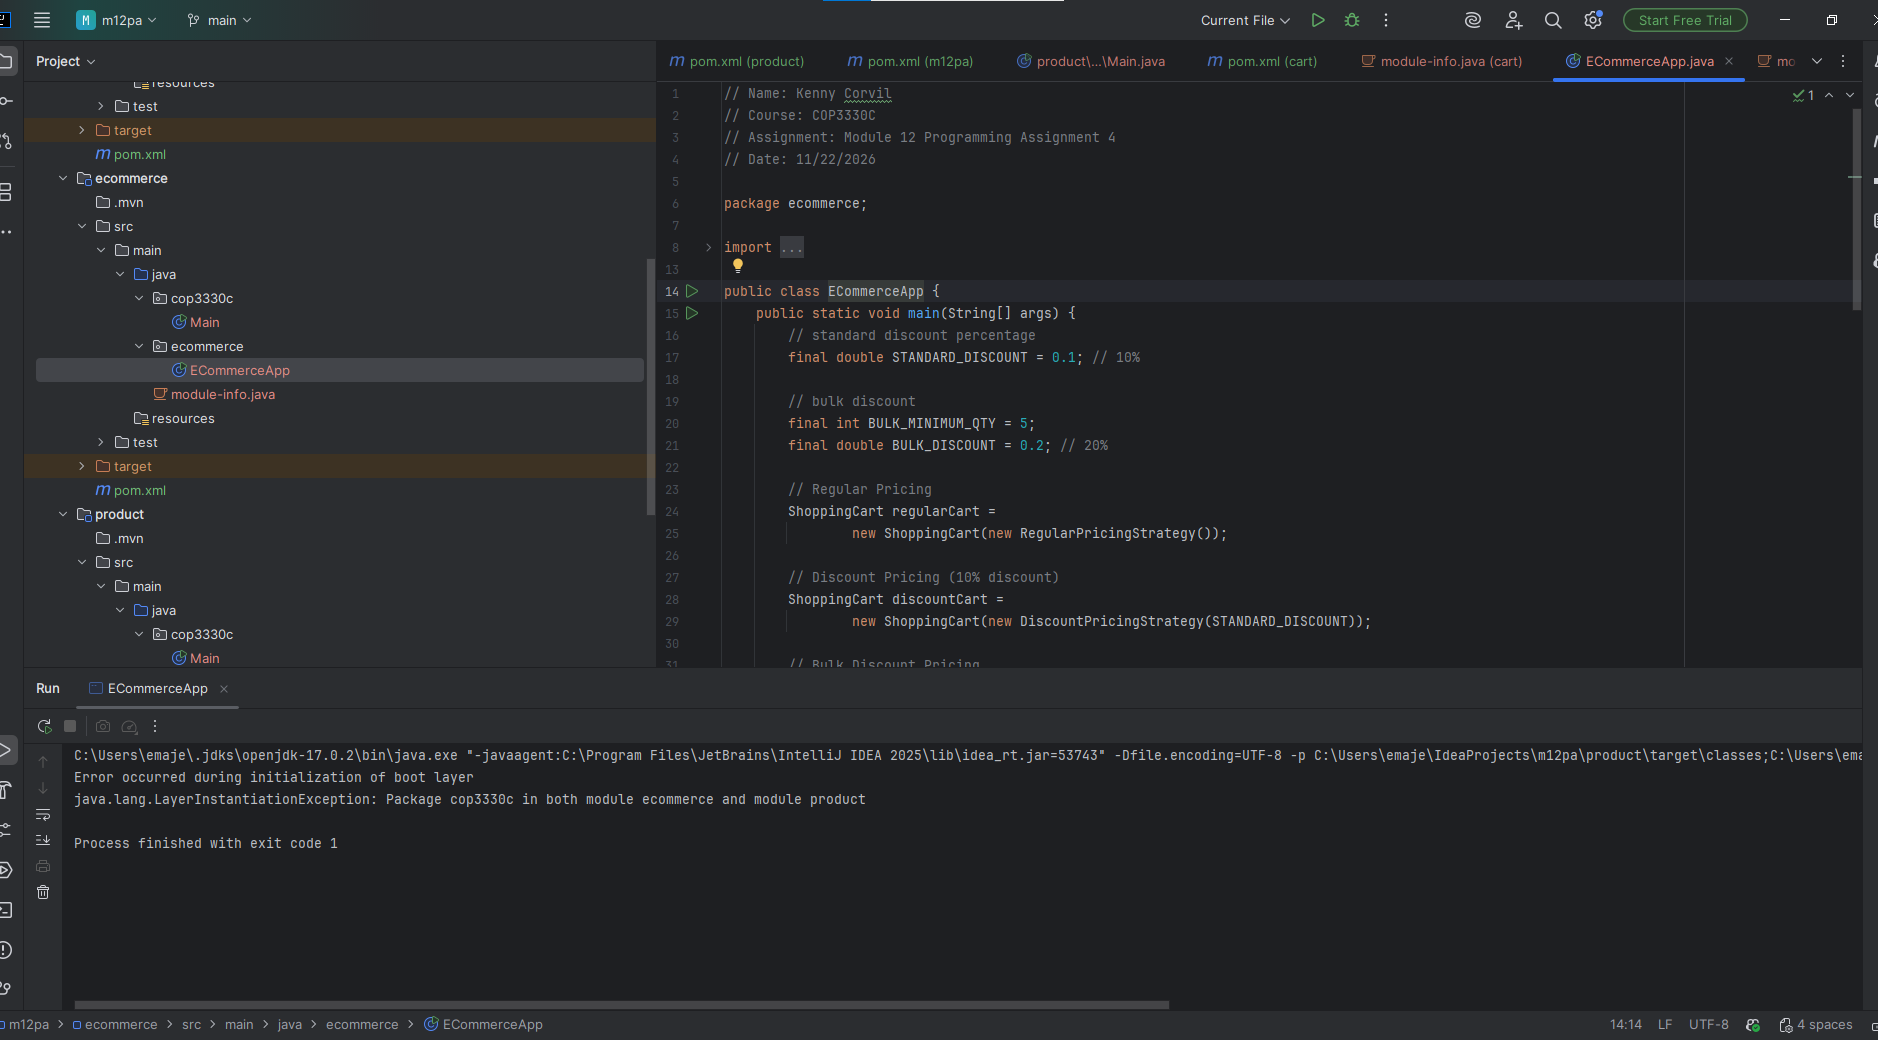 M m12pa main Current File Start Free Trial
Project
resources
test
target
pom.xml
ecommerce
.mvn
src
main
java
cop3330c
Main
ecommerce
ECommerceApp
module-info.java
resources
test
target
pom.xml
product
.mvn
src
main
java
cop3330c
Main
pom.xml (product) pom.xml (m12pa) product\...\Main.java pom.xml (cart) module-info.java (cart) ECommerceApp.java mo
1 // Name: Kenny Corvil 1
2 // Course: COP3330C
3 // Assignment: Module 12 Programming Assignment 4
4 // Date: 11/22/2026
5
6 package ecommerce;
7
8 import ...
13
14 public class ECommerceApp {
15 public static void main(String[] args) {
16 // standard discount percentage
17 final double STANDARD_DISCOUNT = 0.1; // 10%
18
19 // bulk discount
20 final int BULK_MINIMUM_QTY = 5;
21 final double BULK_DISCOUNT = 0.2; // 20%
22
23 // Regular Pricing
24 ShoppingCart regularCart =
25 new ShoppingCart(new RegularPricingStrategy());
26
27 // Discount Pricing (10% discount)
28 ShoppingCart discountCart =
29 new ShoppingCart(new DiscountPricingStrategy(STANDARD_DISCOUNT));
30
31 // Bulk Discount Pricing
Run ECommerceApp
C:\Users\emaje\.jdks\openjdk-17.0.2\bin\java.exe "-javaagent:C:\Program Files\JetBrains\IntelliJ IDEA 2025\lib\idea_rt.jar=53743" -Dfile.encoding=UTF-8 -p C:\Users\emaje\IdeaProjects\m12pa\product\target\classes;C:\Users\ema
Error occurred during initialization of boot layer
java.lang.LayerInstantiationException: Package cop3330c in both module ecommerce and module product
Process finished with exit code 1
m12pa > ecommerce > src > main > java > ecommerce > ECommerceApp 14:14 LF UTF-8 4 spaces